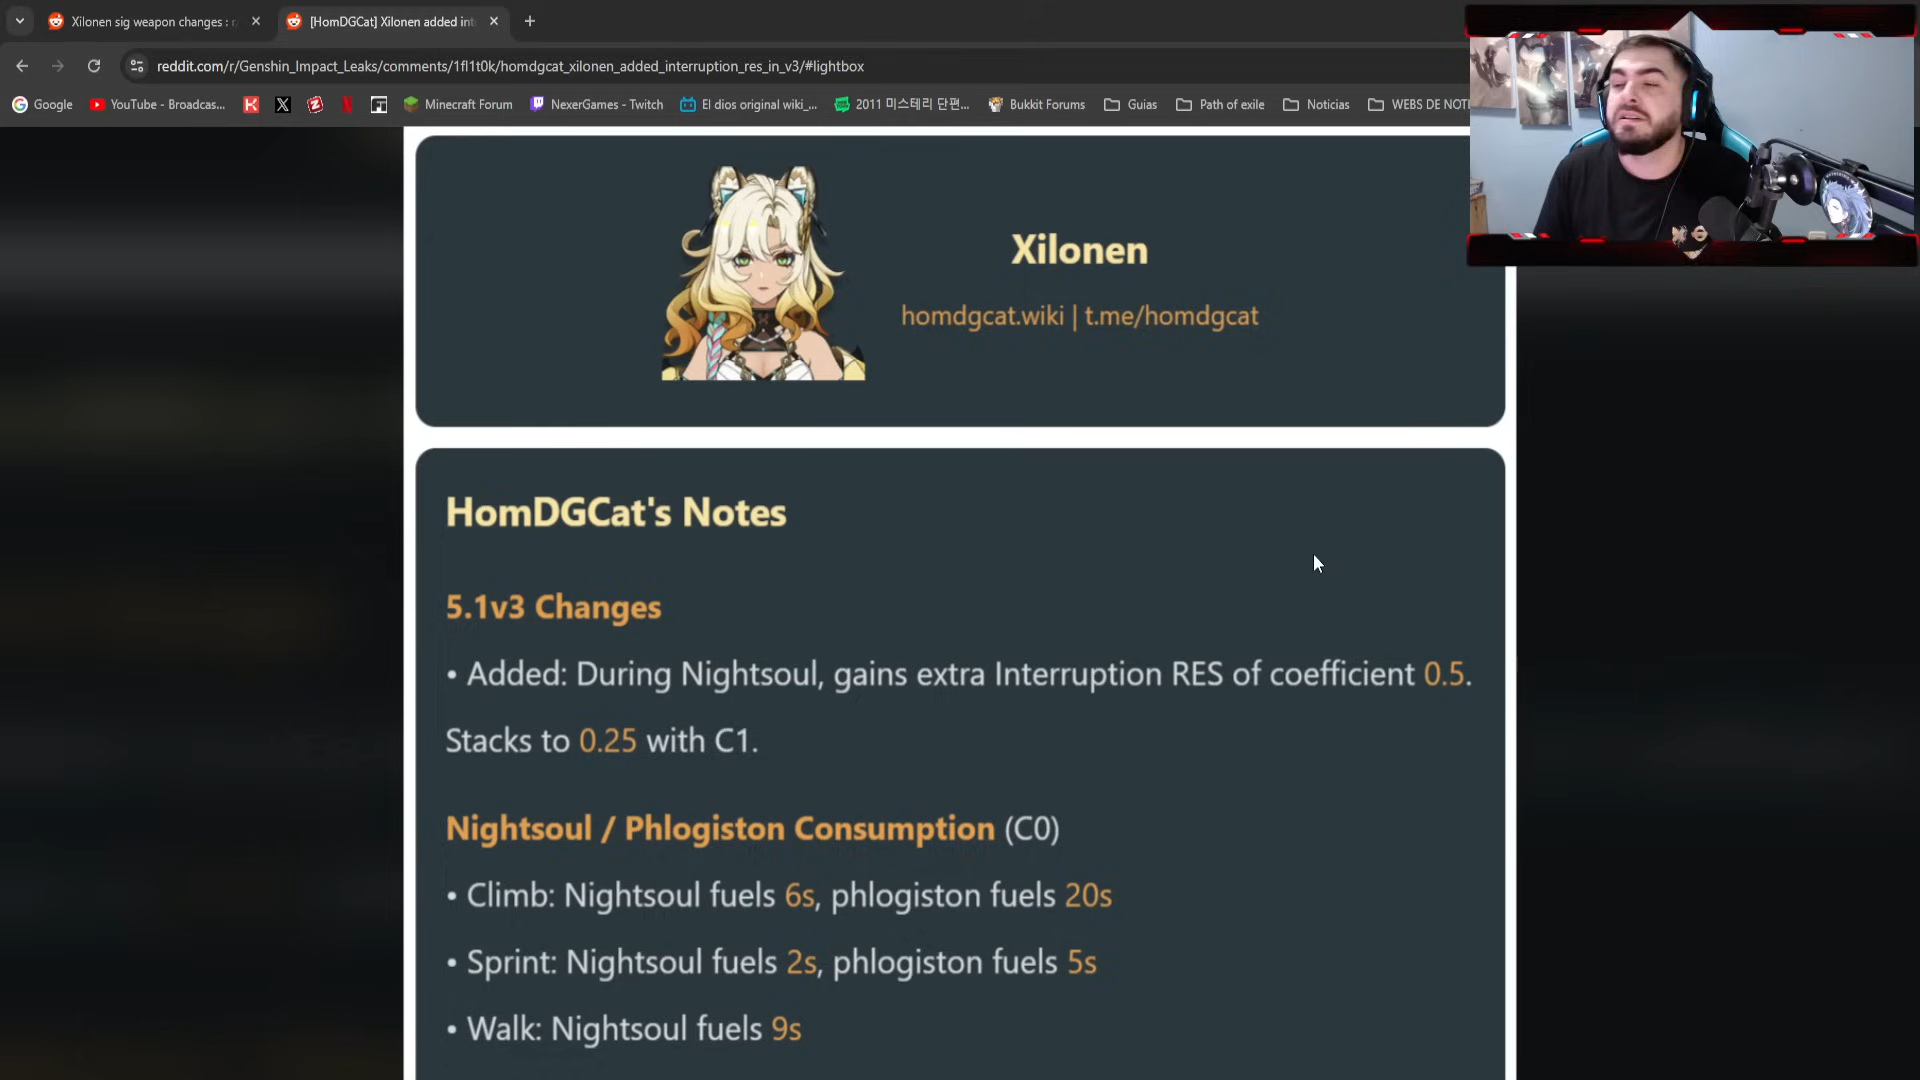 Xilonen sig weapon changes :
[HomDGCat] Xilonen added int
reddit.com/r/Genshin_Impact_Leaks/comments/1fl1t0k/homdgcat_xilonen_added_interruption_res_in_v3/#lightbox
Google
YouTube - Broadcas...
Minecraft Forum
NexerGames - Twitch
El dios original wiki_...
2011 미스테리 단편...
Bukkit Forums
Guias
Path of exile
Noticias
WEBS DE NOTI
Xilonen
homdgcat.wiki | t.me/homdgcat
HomDGCat's Notes
5.1v3 Changes
• Added: During Nightsoul, gains extra Interruption RES of coefficient 0.5.
Stacks to 0.25 with C1.
Nightsoul / Phlogiston Consumption (C0)
• Climb: Nightsoul fuels 6s, phlogiston fuels 20s
• Sprint: Nightsoul fuels 2s, phlogiston fuels 5s
• Walk: Nightsoul fuels 9s